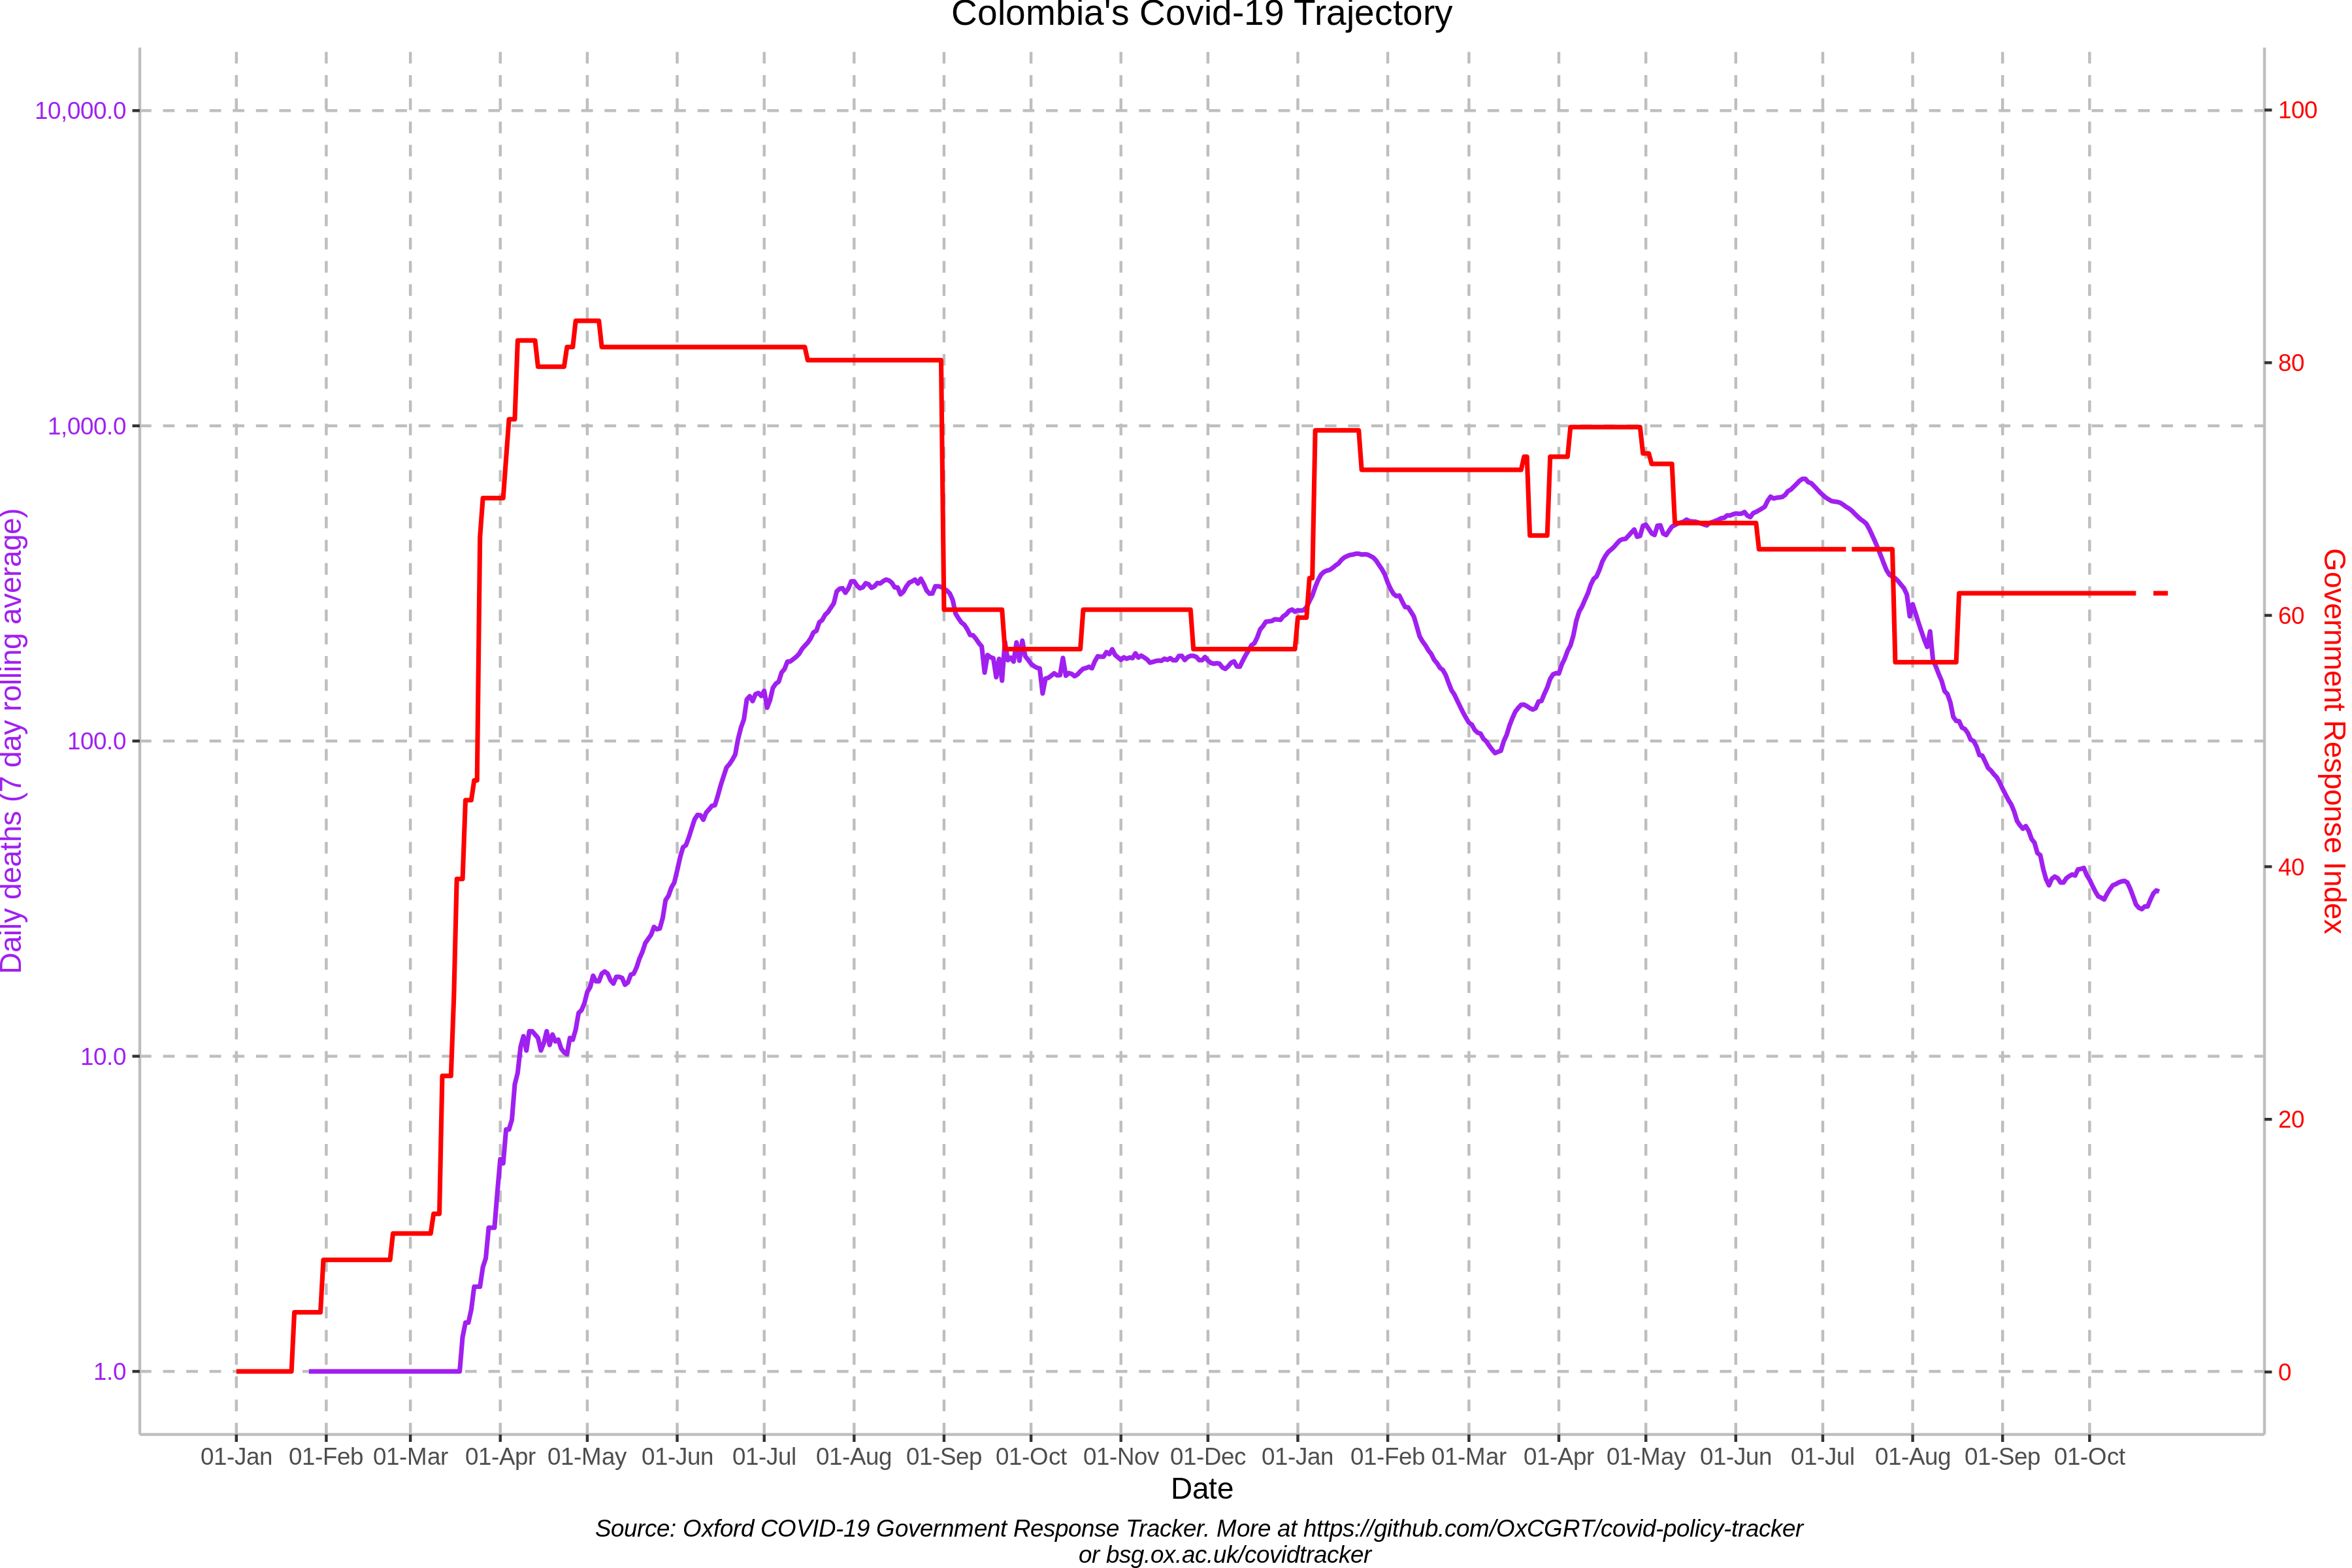 Colombia's Covid-19 Trajectory
10,000.0
1,000.0
100.0
10.0
1.0
Daily deaths (7 day rolling average)
100
80
60
40
20
0
Government Response Index
01-Jan 01-Feb 01-Mar 01-Apr 01-May 01-Jun 01-Jul 01-Aug 01-Sep 01-Oct 01-Nov 01-Dec 01-Jan 01-Feb 01-Mar 01-Apr 01-May 01-Jun 01-Jul 01-Aug 01-Sep 01-Oct
Date
Source: Oxford COVID-19 Government Response Tracker. More at https://github.com/OxCGRT/covid-policy-tracker
or bsg.ox.ac.uk/covidtracker